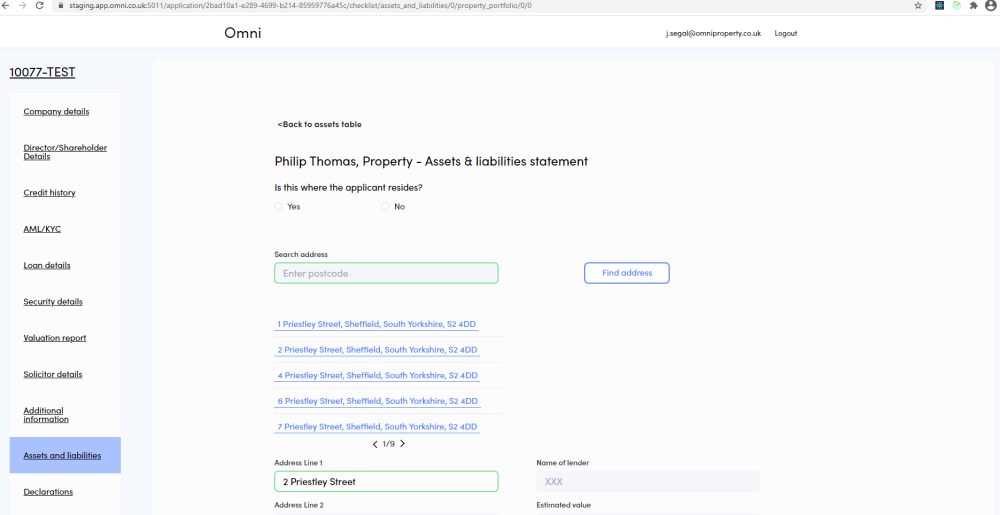 staging.app.omni.co.uk:5011/application/2bad10a1-e289-4699-b214-85959776a45c/checklist/assets_and_liabilities/0/property_portfolio/0/0
Omni
j.segal@omniproperty.co.uk Logout
10077-TEST
Company details
Director/Shareholder
Details
Credit history
AML/KYC
Loan details
Security details
Valuation report
Solicitor details
Additional
information
Assets and liabilities
Declarations
<Back to assets table
Philip Thomas, Property - Assets & liabilities statement
Is this where the applicant resides?
Yes No
Search address
Enter postcode Find address
1 Priestley Street, Sheffield, South Yorkshire, S2 4DD
2 Priestley Street, Sheffield, South Yorkshire, S2 4DD
4 Priestley Street, Sheffield, South Yorkshire, S2 4DD
6 Priestley Street, Sheffield, South Yorkshire, S2 4DD
7 Priestley Street, Sheffield, South Yorkshire, S2 4DD
< 1/9 >
Address Line 1 Name of lender
2 Priestley Street XXX
Address Line 2 Estimated value